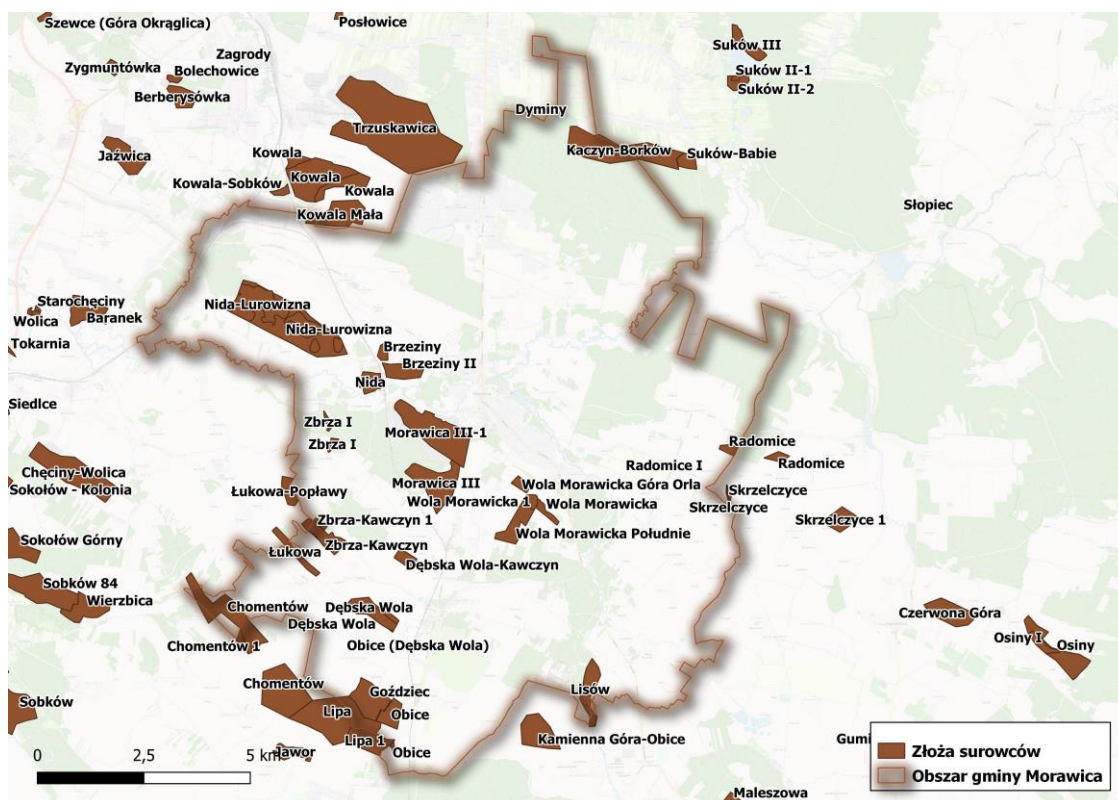 Szewce (Góra Okrąglica)
Posłowice
Zagrody
Suków III
Zygmuntówka
Bolechowice
Suków II-1
Suków II-2
Berberysówka
Dyminy
Trzuskawica
Jaźwica
Kowala
Kaczyn-Borków
Suków-Babie
Kowala
Kowala-Sobków
Kowala
Słopiec
Kowala Mała
Starochęciny
Nida-Lurowizna
Wolica
Baranek
Nida-Lurowizna
Tokarnia
Brzeziny
Brzeziny II
Nida
Siedlce
Zbrza I
Morawica III-1
Zbrza I
Radomice
Chęciny-Wolica
Radomice I
Radomice
Sokołów - Kolonia
Łukowa-Popławy
Morawica III
Wola Morawicka Góra Orla
Skrzelczyce
Wola Morawicka 1
Wola Morawicka
Skrzelczyce
Zbrza-Kawczyn 1
Skrzelczyce 1
Wola Morawicka Południe
Sokołów Górny
Zbrza-Kawczyn
Łukowa
Dębska Wola-Kawczyn
Sobków 84
Wierzbica
Chomentów
Dębska Wola
Czerwona Góra
Dębska Wola
Chomentów 1
Obice (Dębska Wola)
Osiny I
Osiny
Chomentów
Goździec
Lisów
Sobków
Lipa
Obice
Lipa 1
Kamienna Góra-Obice
Gumi
Jawor
Obice
0 2,5 5 km
Złoża surowców
Obszar gminy Morawica
Maleszowa